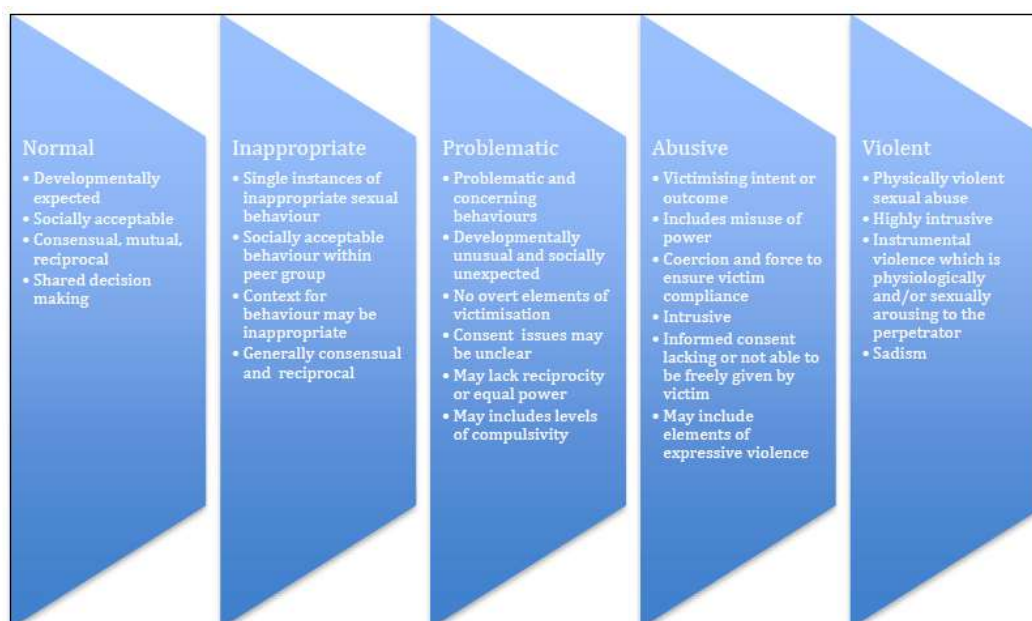 Normal
• Developmentally
expected
• Socially acceptable
• Consensual, mutual,
reciprocal
• Shared decision
making
Inappropriate
• Single instances of
inappropriate sexual
behaviour
• Socially acceptable
behaviour within
peer group
• Context for
behaviour may be
inappropriate
• Generally consensual
and reciprocal
Problematic
• Problematic and
concerning
behaviours
• Developmentally
unusual and socially
unexpected
• No overt elements of
victimisation
• Consent issues may
be unclear
• May lack reciprocity
or equal power
• May includes levels
of compulsivity
Abusive
• Victimising intent or
outcome
• Includes misuse of
power
• Coercion and force to
ensure victim
compliance
• Intrusive
• Informed consent
lacking or not able to
be freely given by
victim
• May include
elements of
expressive violence
Violent
• Physically violent
sexual abuse
• Highly intrusive
• Instrumental
violence which is
physiologically
and/or sexually
arousing to the
perpetrator
• Sadism